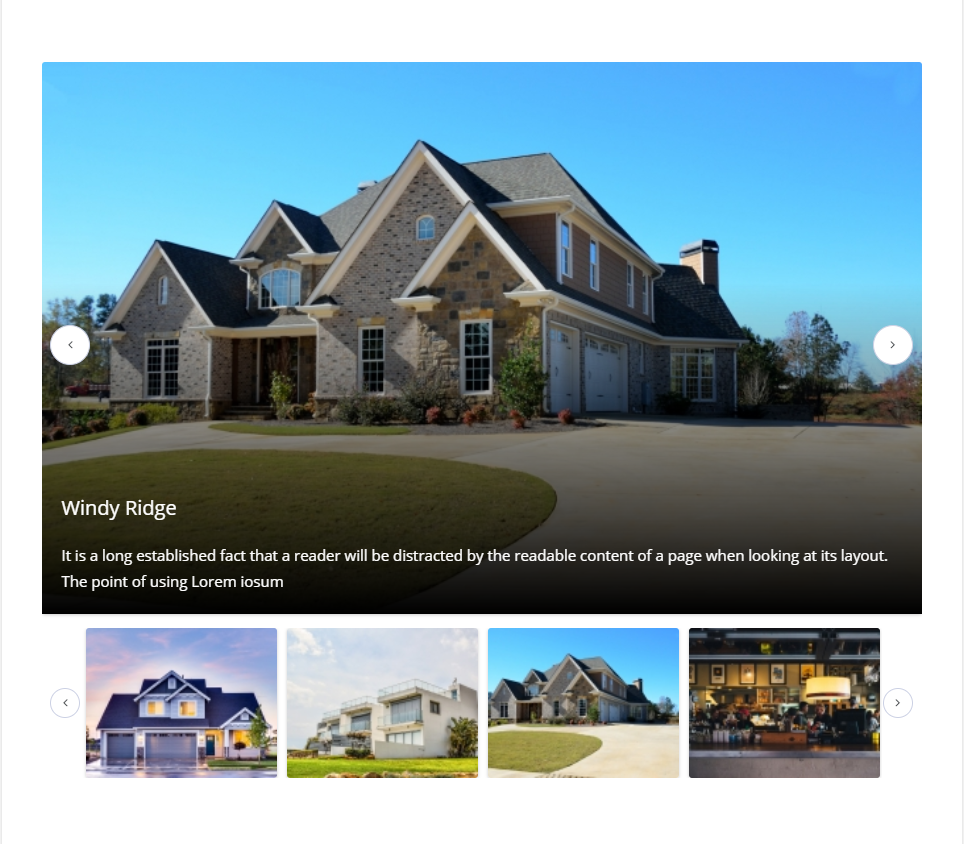 Windy Ridge
It is a long established fact that a reader will be distracted by the readable content of a page when looking at its layout.
The point of using Lorem iosum